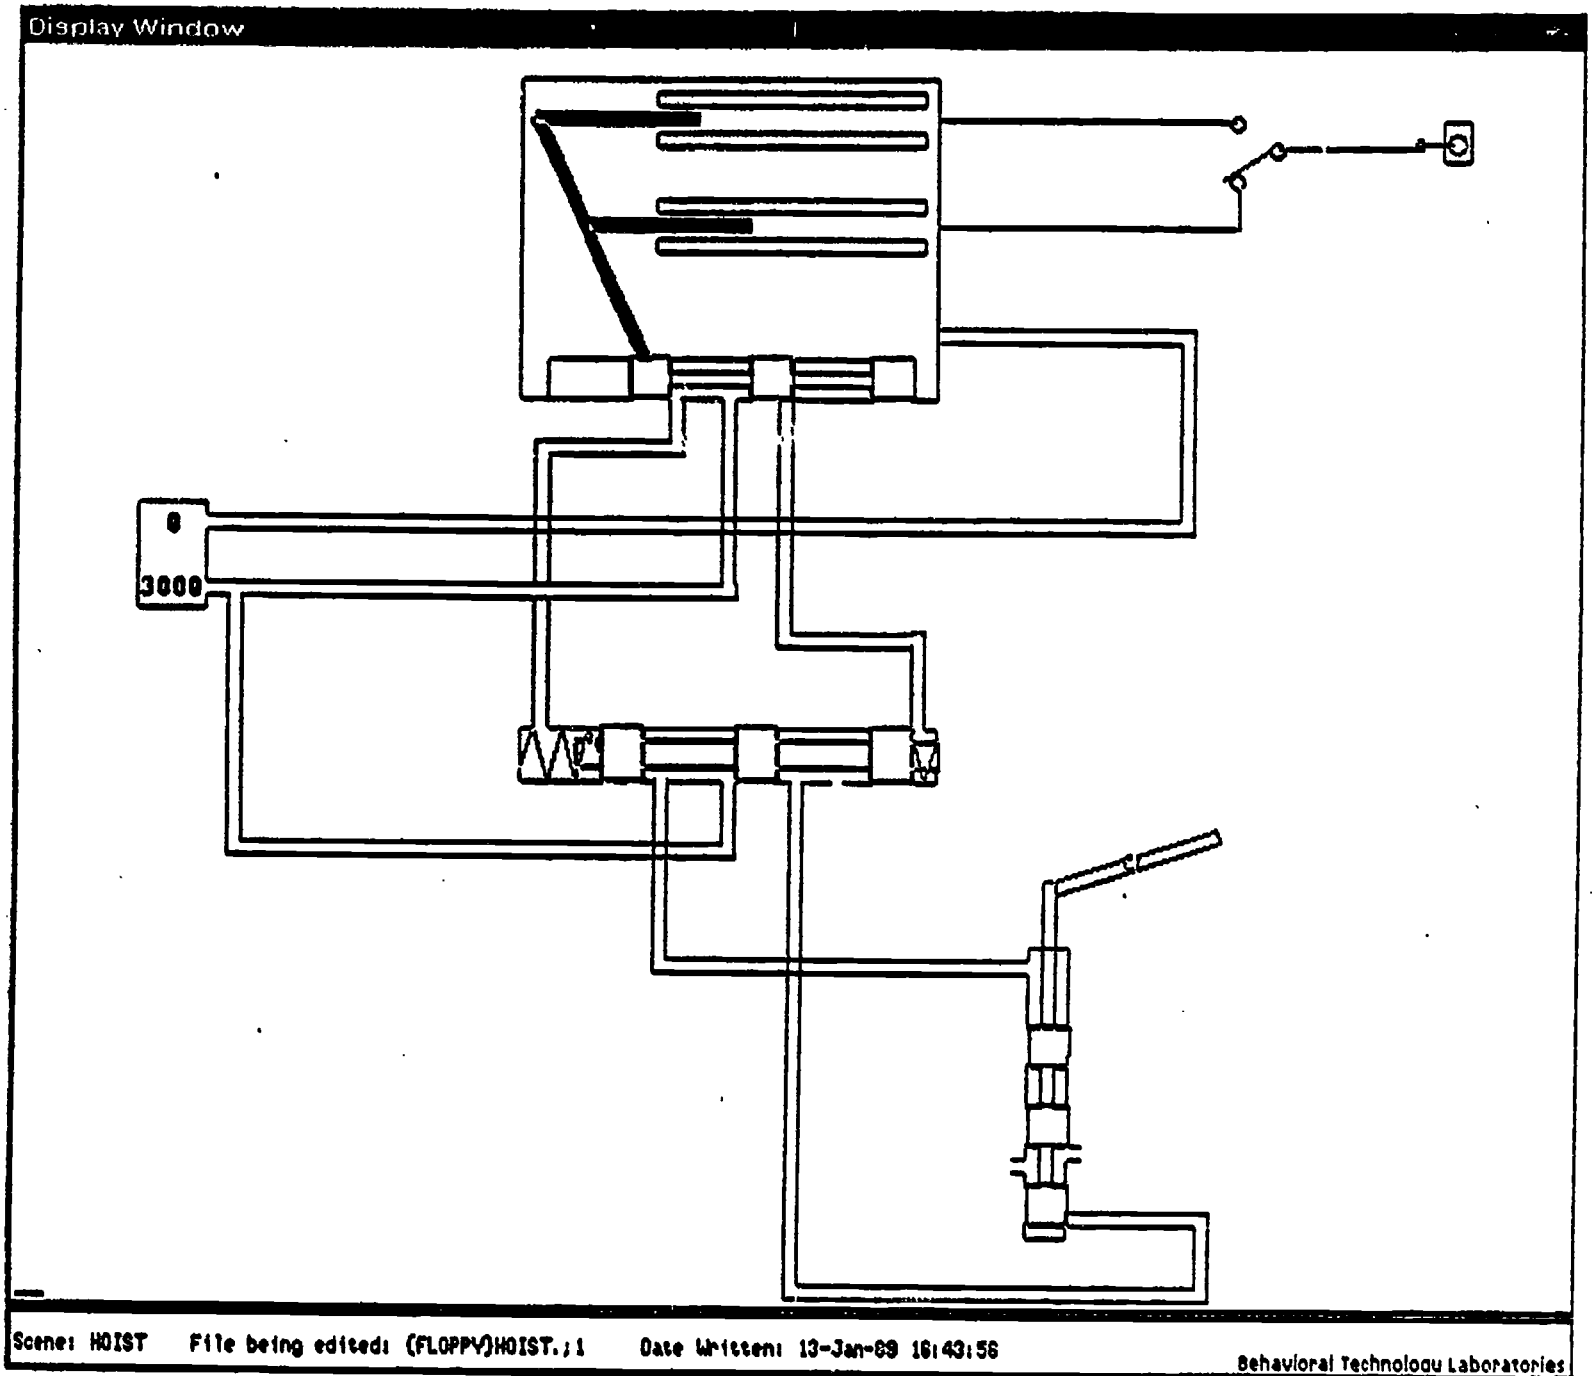 Display Window
0
3000
Scene: HOIST File being edited: {FLOPPY}HOIST.;1 Date Written: 13-Jan-89 16:43:56
Behavioral Technology Laboratories